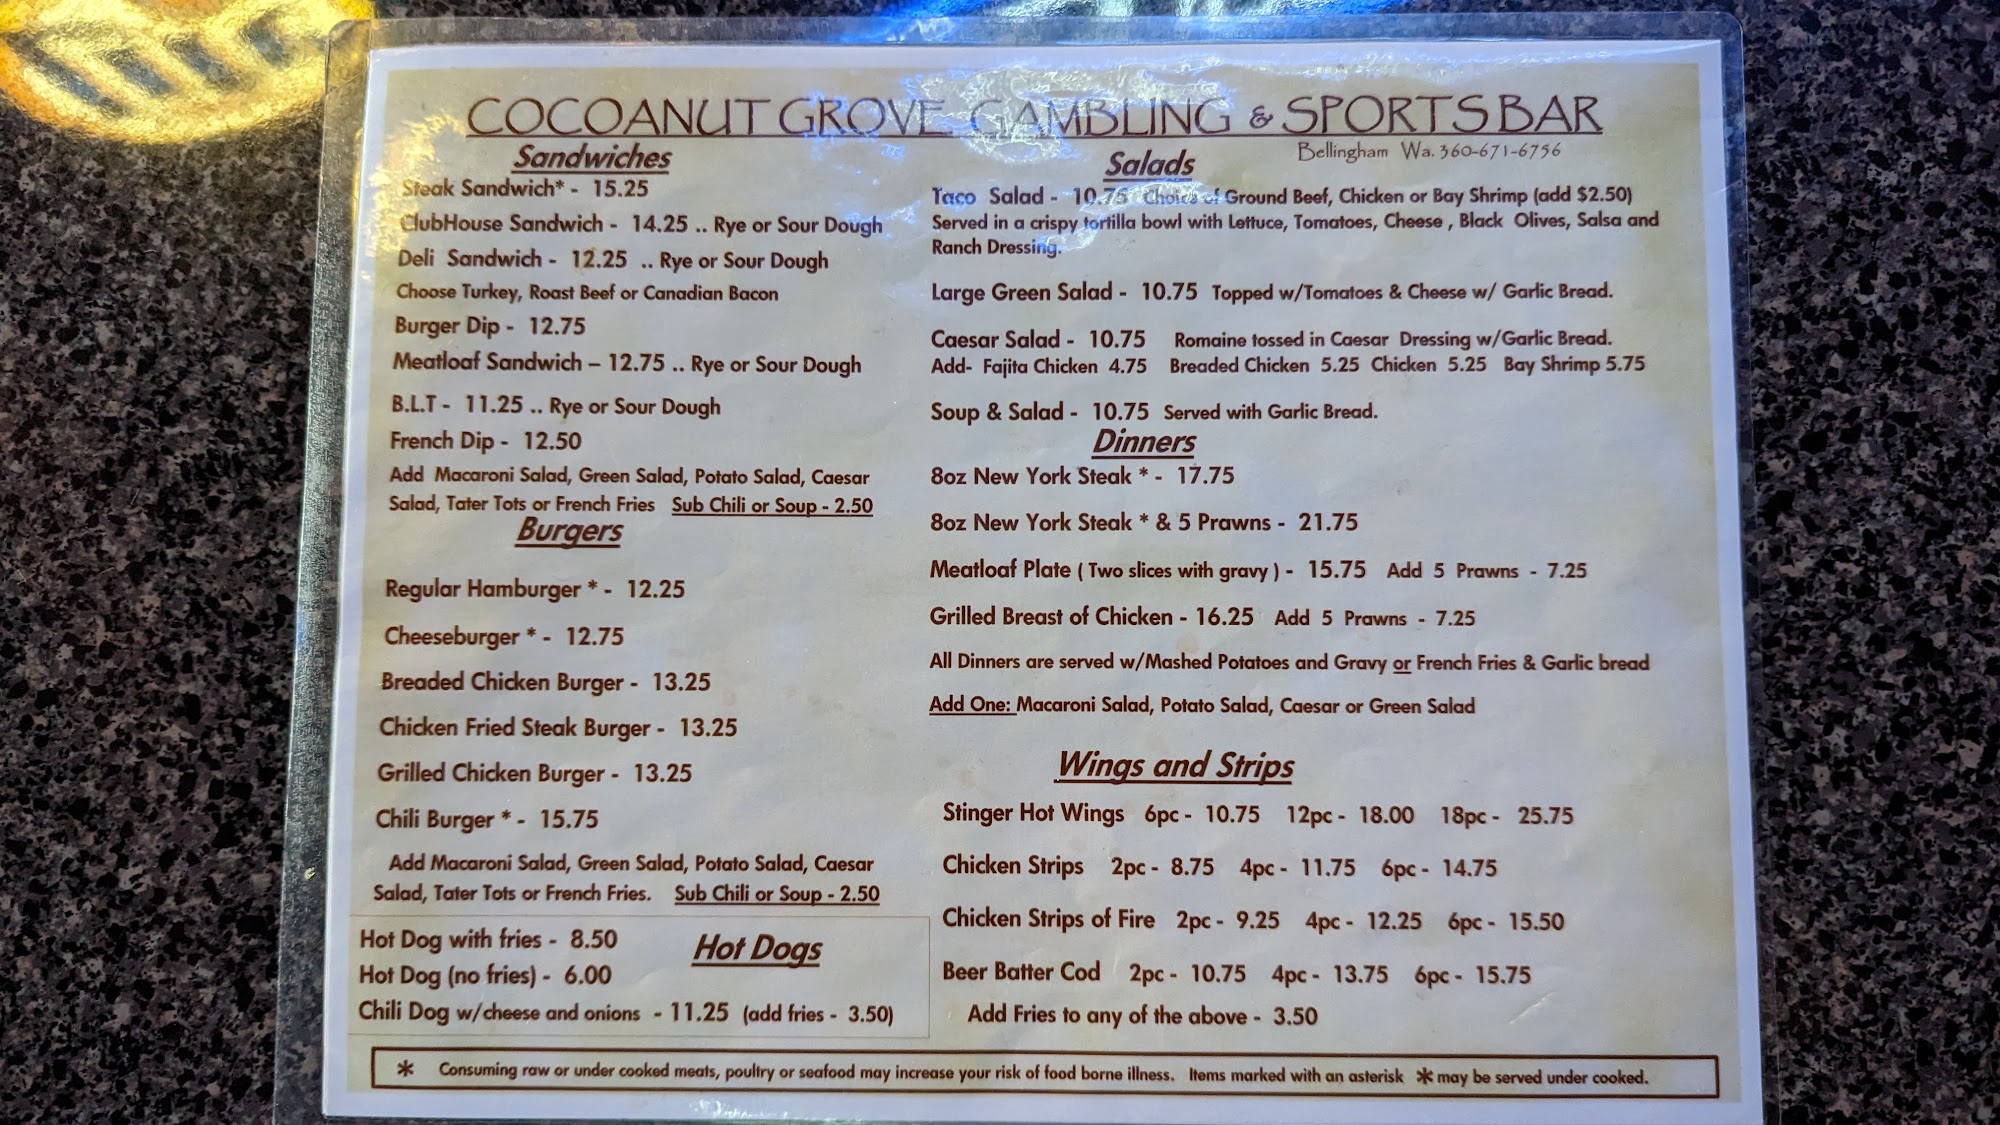 COCOANUT GROVE GAMBLING & SPORTS BAR
Bellingham Wa. 360-671-6756
Sandwiches
Steak Sandwich* - 15.25
ClubHouse Sandwich - 14.25 .. Rye or Sour Dough
Deli Sandwich - 12.25 .. Rye or Sour Dough
Choose Turkey, Roast Beef or Canadian Bacon
Burger Dip - 12.75
Meatloaf Sandwich – 12.75 .. Rye or Sour Dough
B.L.T - 11.25 .. Rye or Sour Dough
French Dip - 12.50
Add Macaroni Salad, Green Salad, Potato Salad, Caesar
Salad, Tater Tots or French Fries Sub Chili or Soup - 2.50
Burgers
Regular Hamburger * - 12.25
Cheeseburger * - 12.75
Breaded Chicken Burger - 13.25
Chicken Fried Steak Burger - 13.25
Grilled Chicken Burger - 13.25
Chili Burger * - 15.75
Add Macaroni Salad, Green Salad, Potato Salad, Caesar
Salad, Tater Tots or French Fries. Sub Chili or Soup - 2.50
Hot Dogs
Hot Dog with fries - 8.50
Hot Dog (no fries) - 6.00
Chili Dog w/cheese and onions - 11.25 (add fries - 3.50)
Salads
Taco Salad - 10.75 Choice of Ground Beef, Chicken or Bay Shrimp (add $2.50)
Served in a crispy tortilla bowl with Lettuce, Tomatoes, Cheese , Black Olives, Salsa and
Ranch Dressing.
Large Green Salad - 10.75 Topped w/Tomatoes & Cheese w/ Garlic Bread.
Caesar Salad - 10.75 Romaine tossed in Caesar Dressing w/Garlic Bread.
Add- Fajita Chicken 4.75 Breaded Chicken 5.25 Chicken 5.25 Bay Shrimp 5.75
Soup & Salad - 10.75 Served with Garlic Bread.
Dinners
8oz New York Steak * - 17.75
8oz New York Steak * & 5 Prawns - 21.75
Meatloaf Plate ( Two slices with gravy ) - 15.75 Add 5 Prawns - 7.25
Grilled Breast of Chicken - 16.25 Add 5 Prawns - 7.25
All Dinners are served w/Mashed Potatoes and Gravy or French Fries & Garlic bread
Add One: Macaroni Salad, Potato Salad, Caesar or Green Salad
Wings and Strips
Stinger Hot Wings 6pc - 10.75 12pc - 18.00 18pc - 25.75
Chicken Strips 2pc - 8.75 4pc - 11.75 6pc - 14.75
Chicken Strips of Fire 2pc - 9.25 4pc - 12.25 6pc - 15.50
Beer Batter Cod 2pc - 10.75 4pc - 13.75 6pc - 15.75
Add Fries to any of the above - 3.50
* Consuming raw or under cooked meats, poultry or seafood may increase your risk of food borne illness. Items marked with an asterisk * may be served under cooked.